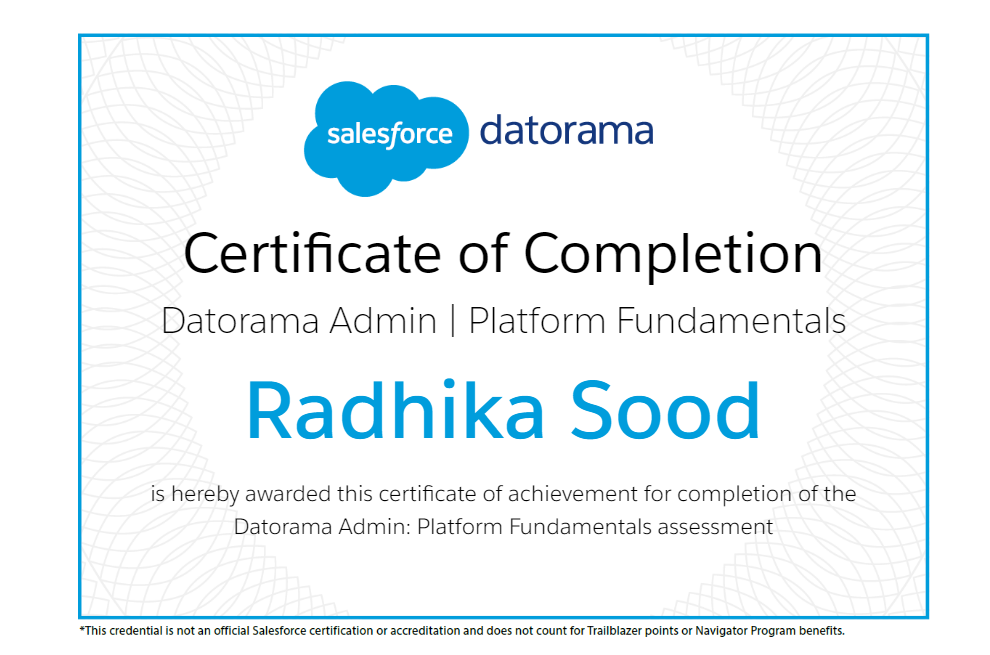 salesforce datorama
Certificate of Completion
Datorama Admin | Platform Fundamentals
Radhika Sood
is hereby awarded this certificate of achievement for completion of the
Datorama Admin: Platform Fundamentals assessment
*This credential is not an official Salesforce certification or accreditation and does not count for Trailblazer points or Navigator Program benefits.